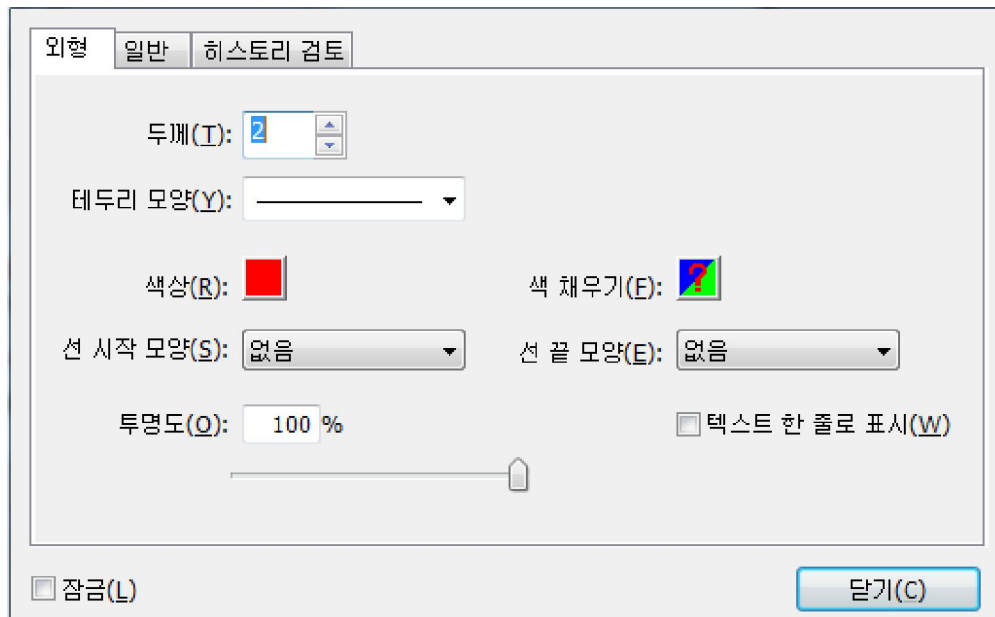 외형 일반 히스토리 검토
두께(T): 2
테두리 모양(Y):
색상(R): 색 채우기(F): ?
선 시작 모양(S): 없음 선 끝 모양(E): 없음
투명도(O): 100 % 텍스트 한 줄로 표시(W)
잠금(L) 닫기(C)